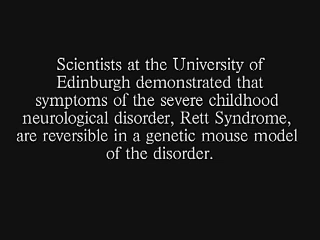 Scientists at the University of
Edinburgh demonstrated that
symptoms of the severe childhood
neurological disorder, Rett Syndrome,
are reversible in a genetic mouse model
of the disorder.